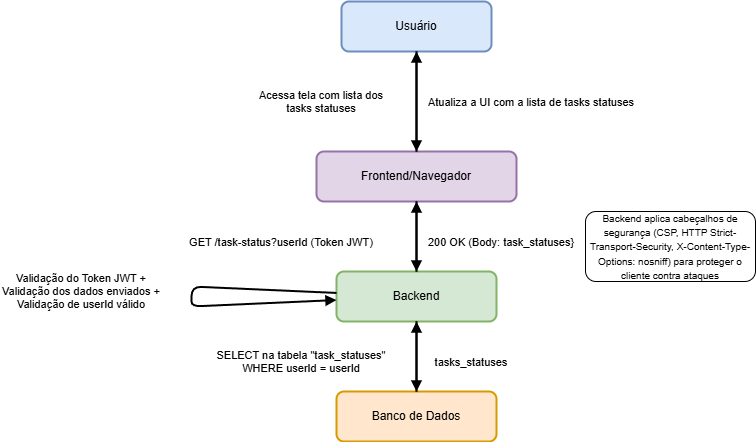 Usuário
Acessa tela com lista dos
tasks statuses
Atualiza a UI com a lista de tasks statuses
Frontend/Navegador
GET /task-status?userId (Token JWT)
200 OK (Body: task_statuses}
Backend aplica cabeçalhos de
segurança (CSP, HTTP Strict-
Transport-Security, X-Content-Type-
Options: nosniff) para proteger o
cliente contra ataques
Validação do Token JWT +
Validação dos dados enviados +
Validação de userId válido
Backend
SELECT na tabela "task_statuses"
WHERE userId = userId
tasks_statuses
Banco de Dados